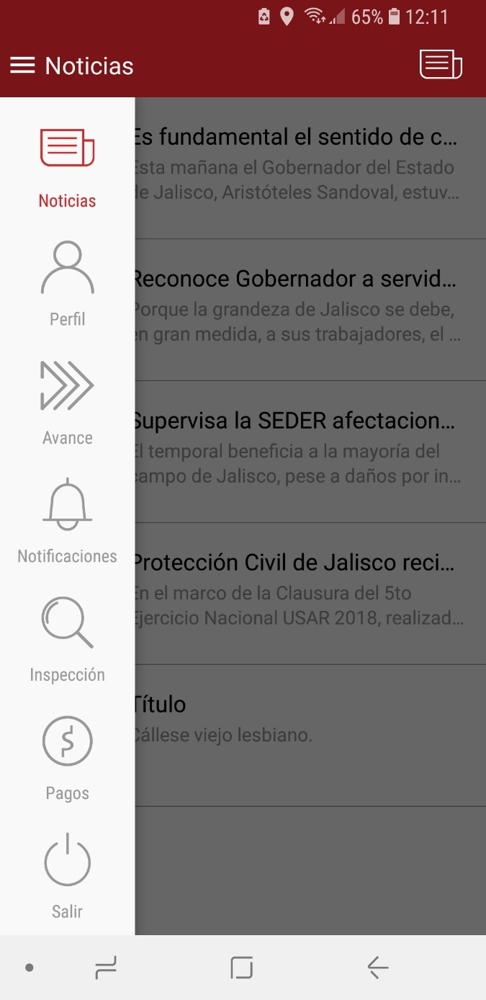 65% 12:11
Noticias
Noticias
Perfil
Avance
Notificaciones
Inspección
Pagos
Salir
Es fundamental el sentido de c...
Esta mañana el Gobernador del Estado
de Jalisco, Aristóteles Sandoval, estuv...
Reconoce Gobernador a servid...
Porque la grandeza de Jalisco se debe,
en gran medida, a sus trabajadores, el ...
Supervisa la SEDER afectacion...
El temporal beneficia a la mayoría del
campo de Jalisco, pese a daños por in...
Protección Civil de Jalisco reci...
En el marco de la Clausura del 5to
Ejercicio Nacional USAR 2018, realizad...
Título
Cállese viejo lesbiano.